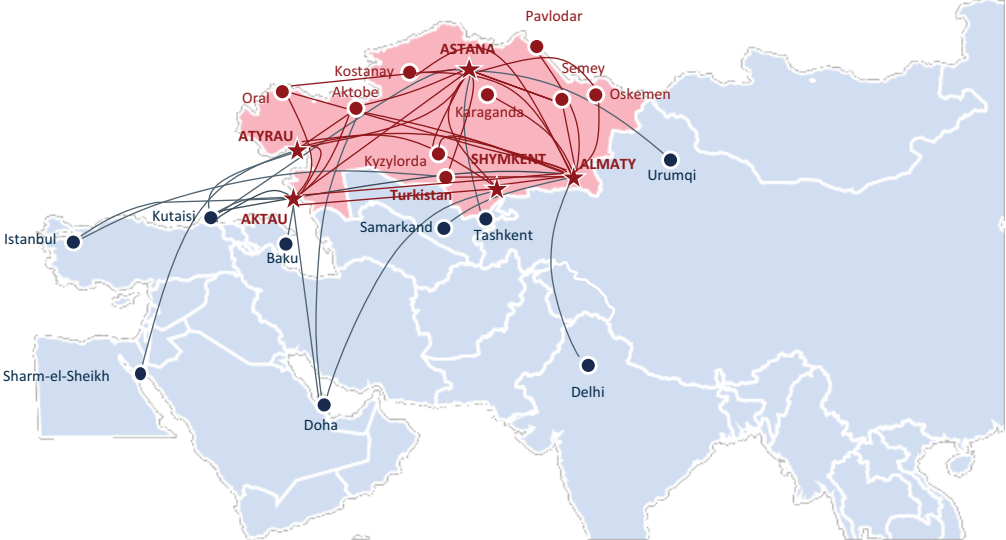 Pavlodar
ASTANA
Kostanay
Semey
Oral
Aktobe
Oskemen
Karaganda
ATYRAU
Kyzylorda
SHYMKENT
ALMATY
Urumqi
Turkistan
Kutaisi
AKTAU
Samarkand
Tashkent
Istanbul
Baku
Sharm-el-Sheikh
Delhi
Doha